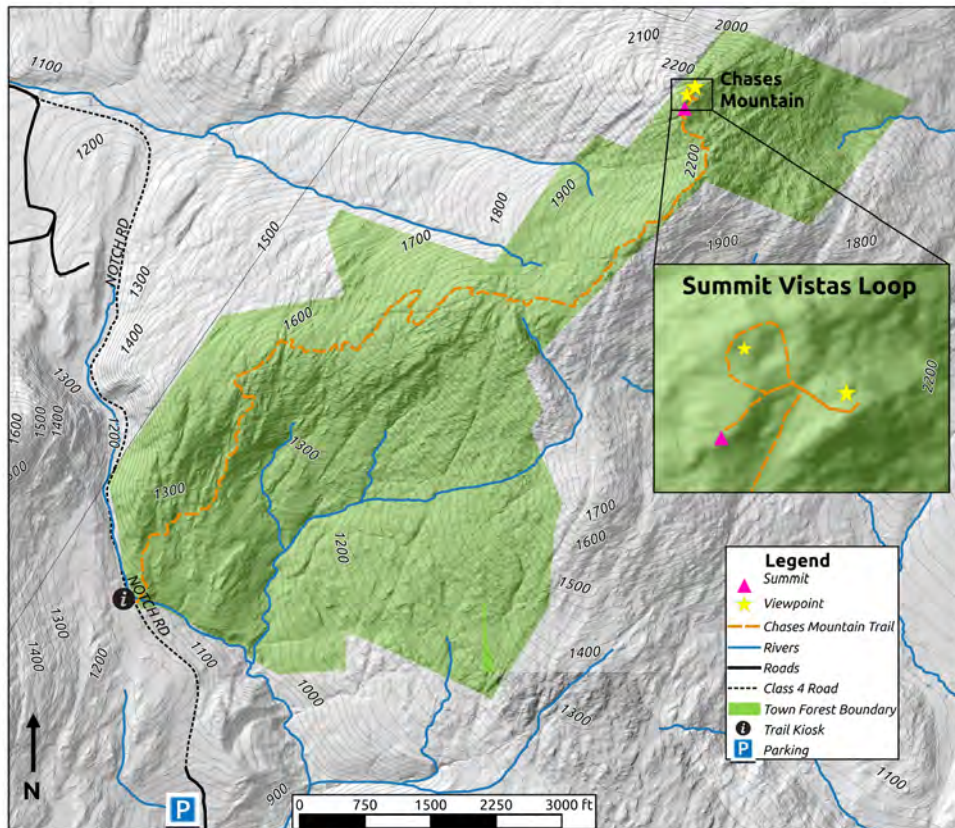 2000
2100
1100
2200
Chases
Mountain
1200
2200
1900
1800
1700
1500
1900
1800
NOTCH RD
1300
Summit Vistas Loop
1600
1400
1300
2200
1600
1500
1400
1200
1300
1300
1700
1200
1600
Legend
Summit
Viewpoint
Chases Mountain Trail
Rivers
Roads
Class 4 Road
Town Forest Boundary
Trail Kiosk
Parking
1500
i
NOTCH RD
1300
1400
1200
1100
1400
1000
1300
1100
N
P
900
0 750 1500 2250 3000 ft